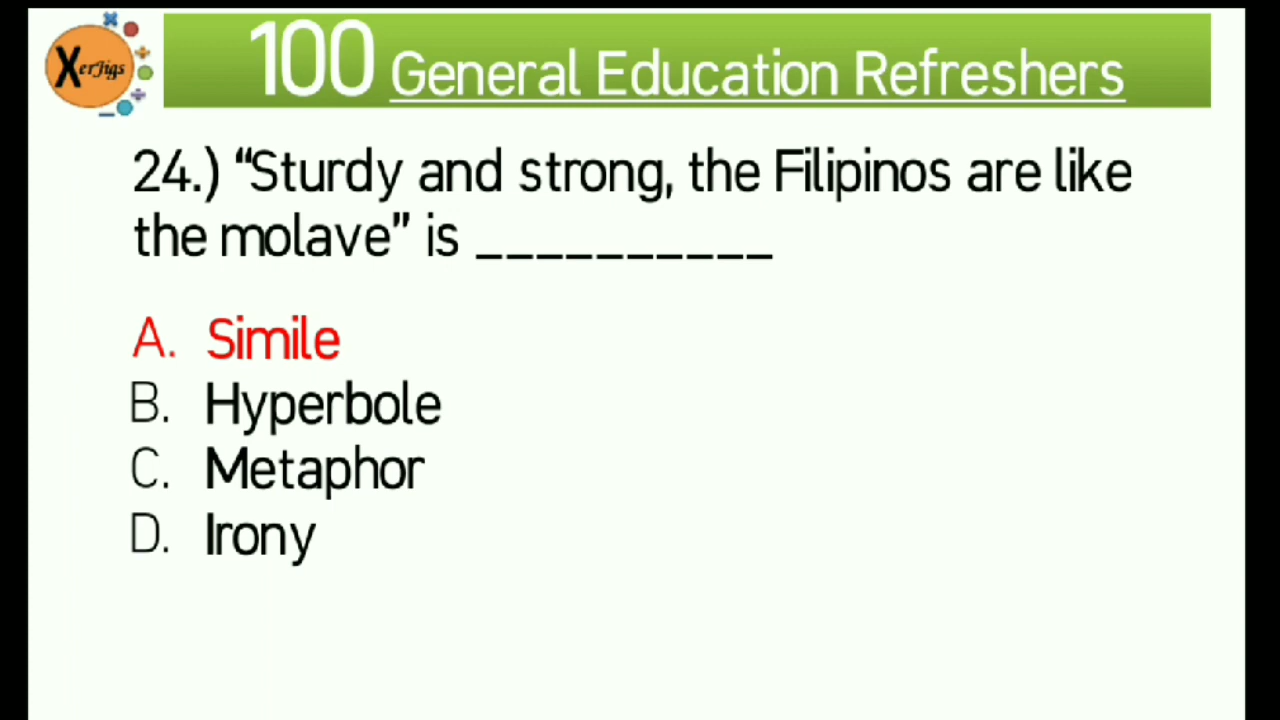 XerJigs
100 General Education Refreshers
24.) “Sturdy and strong, the Filipinos are like
the molave” is __________
A. Simile
B. Hyperbole
C. Metaphor
D. Irony